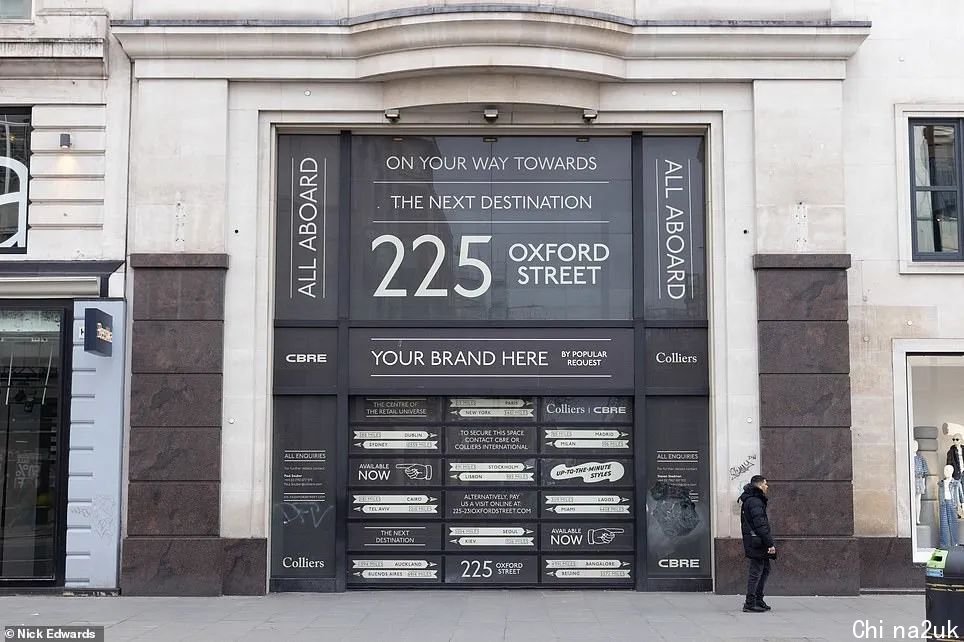 ON YOUR WAY TOWARDS
THE NEXT DESTINATION
225 OXFORD STREET
ALL ABOARD
ALL ABOARD
CBRE
YOUR BRAND HERE BY POPULAR REQUEST
Colliers
THE CENTRE OF THE RETAIL UNIVERSE
PARIS
NEW YORK
Colliers | CBRE
DUBLIN
SYDNEY
TO SECURE THIS SPACE
CONTACT CBRE OR
COLLIERS INTERNATIONAL
MADRID
MILAN
ALL ENQUIRIES
ALL ENQUIRIES
AVAILABLE NOW
STOCKHOLM
LISBON
UP-TO-THE-MINUTE STYLES
CAIRO
TEL AVIV
ALTERNATIVELY, PAY
US A VISIT ONLINE AT
225-231OXFORDSTREET.COM
LAGOS
MIAMI
THE NEXT DESTINATION
SEOUL
KIEV
AVAILABLE NOW
Colliers
AUCKLAND
BUENOS AIRES
225 OXFORD STREET
BANGALORE
BEIJING
CBRE
© Nick Edwards
Chi na2uk